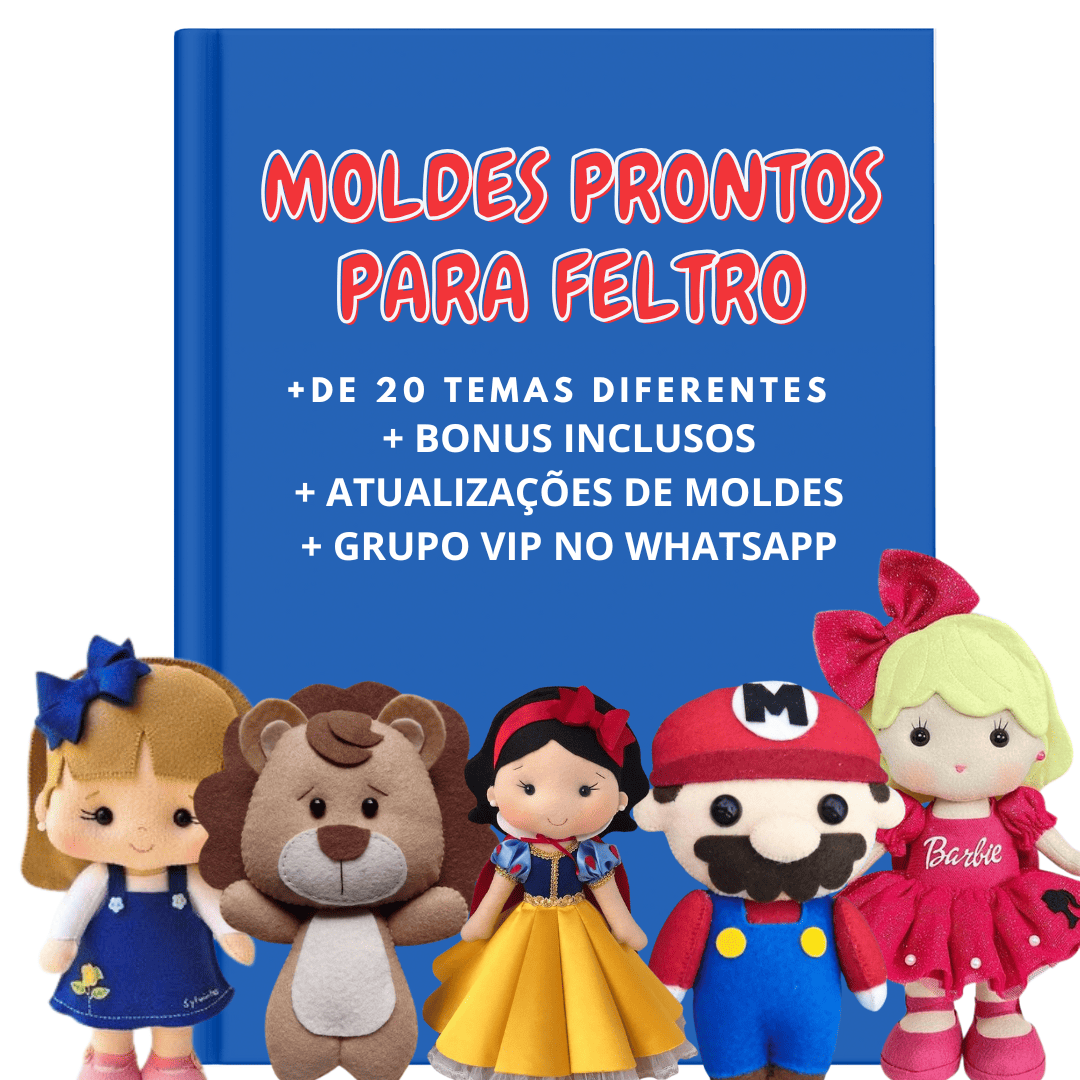 MOLDES PRONTOS
PARA FELTRO
+DE 20 TEMAS DIFERENTES
+ BONUS INCLUSOS
+ ATUALIZAÇÕES DE MOLDES
+ GRUPO VIP NO WHATSAPP
M
Barbie